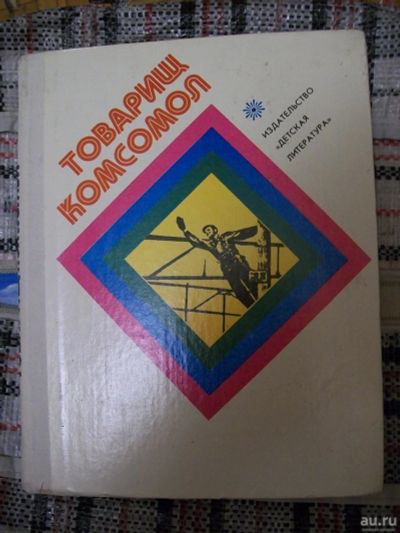 ТОВАРИЩ
КОМСОМОЛ
ИЗДАТЕЛЬСТВО
«ДЕТСКАЯ
ЛИТЕРАТУРА»
au.ru